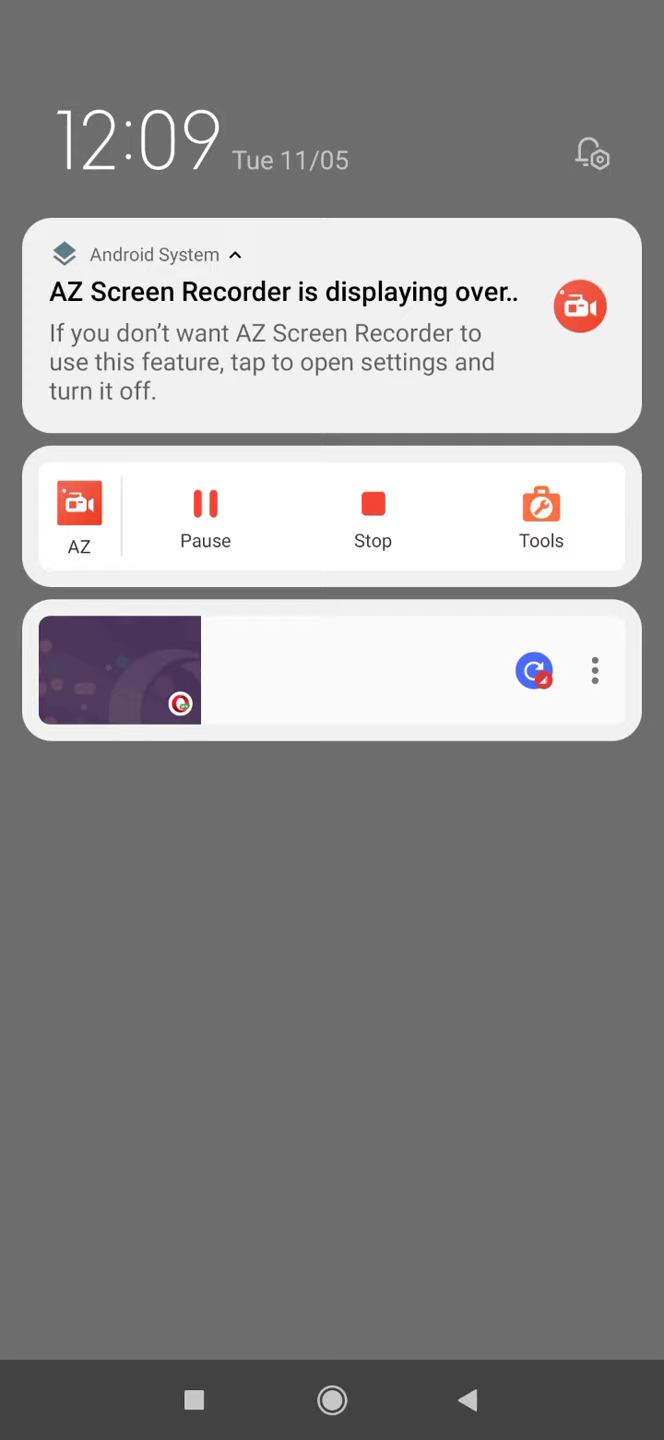 12:09 Tue 11/05
Android System
AZ Screen Recorder is displaying over..
If you don't want AZ Screen Recorder to
use this feature, tap to open settings and
turn it off.
AZ
Pause
Stop
Tools